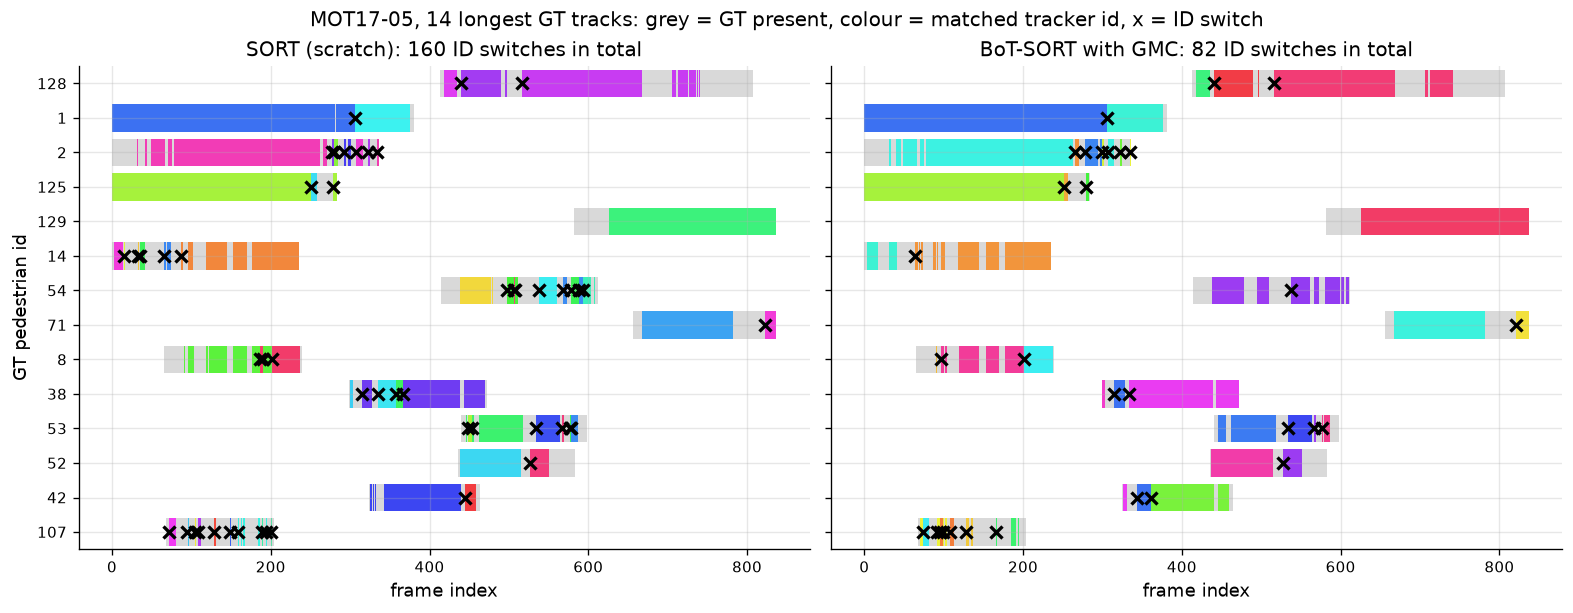 MOT17-05, 14 longest GT tracks: grey = GT present, colour = matched tracker id, x = ID switch
SORT (scratch): 160 ID switches in total
BoT-SORT with GMC: 82 ID switches in total
GT pedestrian id
128
1
2
125
129
14
54
71
8
38
53
52
42
107
0 200 400 600 800
0 200 400 600 800
frame index
frame index